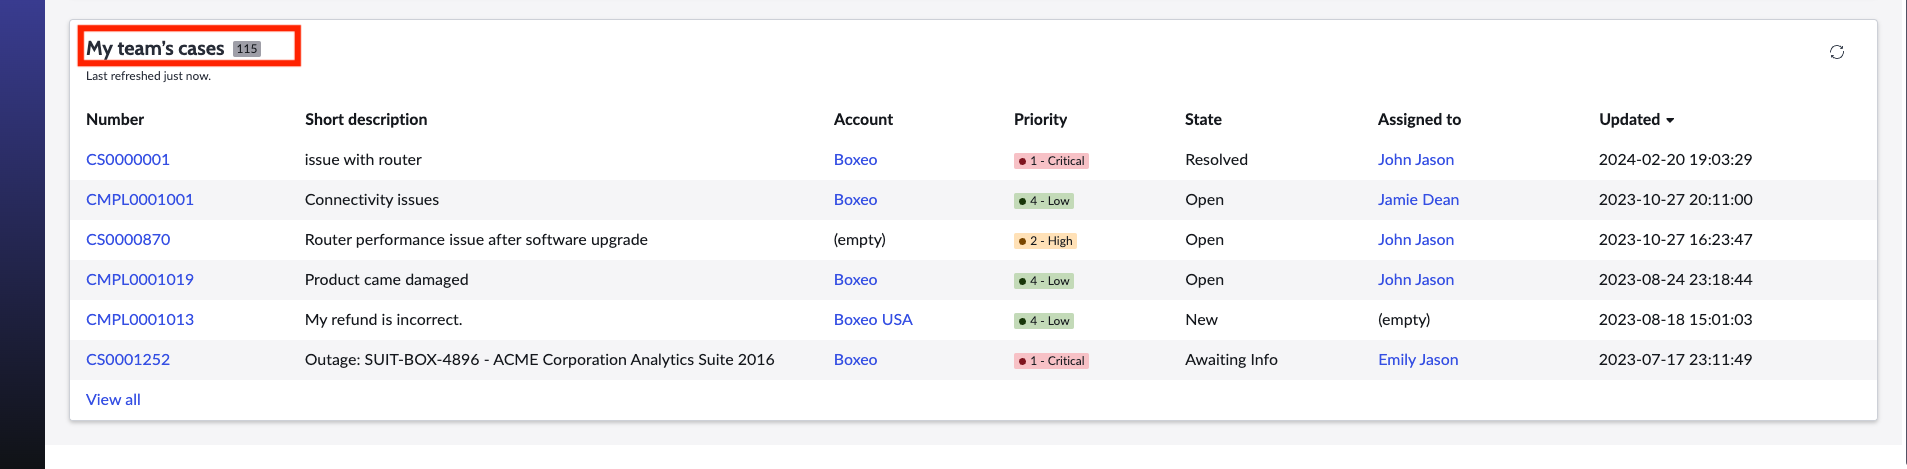 My team's cases 115
Last refreshed just now.
Number Short description Account Priority State Assigned to Updated
CS0000001 issue with router Boxeo 1 - Critical Resolved John Jason 2024-02-20 19:03:29
CMPL0001001 Connectivity issues Boxeo 4 - Low Open Jamie Dean 2023-10-27 20:11:00
CS0000870 Router performance issue after software upgrade (empty) 2 - High Open John Jason 2023-10-27 16:23:47
CMPL0001019 Product came damaged Boxeo 4 - Low Open John Jason 2023-08-24 23:18:44
CMPL0001013 My refund is incorrect. Boxeo USA 4 - Low New (empty) 2023-08-18 15:01:03
CS0001252 Outage: SUIT-BOX-4896 - ACME Corporation Analytics Suite 2016 Boxeo 1 - Critical Awaiting Info Emily Jason 2023-07-17 23:11:49
View all